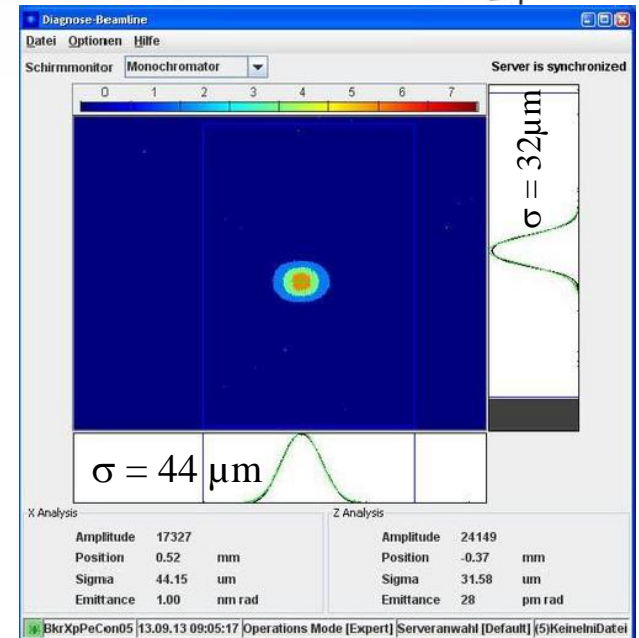 Diagnose-Beamline
Datei Optionen Hilfe
Schirmmonitor Monochromator Server is synchronized
0 1 2 3 4 5 6 7
σ = 32μm
σ = 44 μm
X Analysis
Amplitude 17327
Position 0.52 mm
Sigma 44.15 um
Emittance 1.00 nm rad
Z Analysis
Amplitude 24149
Position -0.37 mm
Sigma 31.58 um
Emittance 28 pm rad
BkrXpPeCon05 13.09.13 09:05:17 Operations Mode [Expert] Serveranwahl [Default] (5)KeineIniDatei